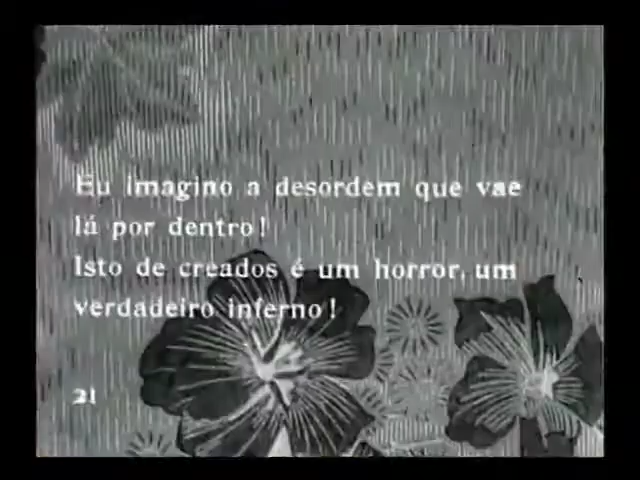 Eu imagino a desordem que vae
lá por dentro!
Isto de creados é um horror, um
verdadeiro inferno!
21